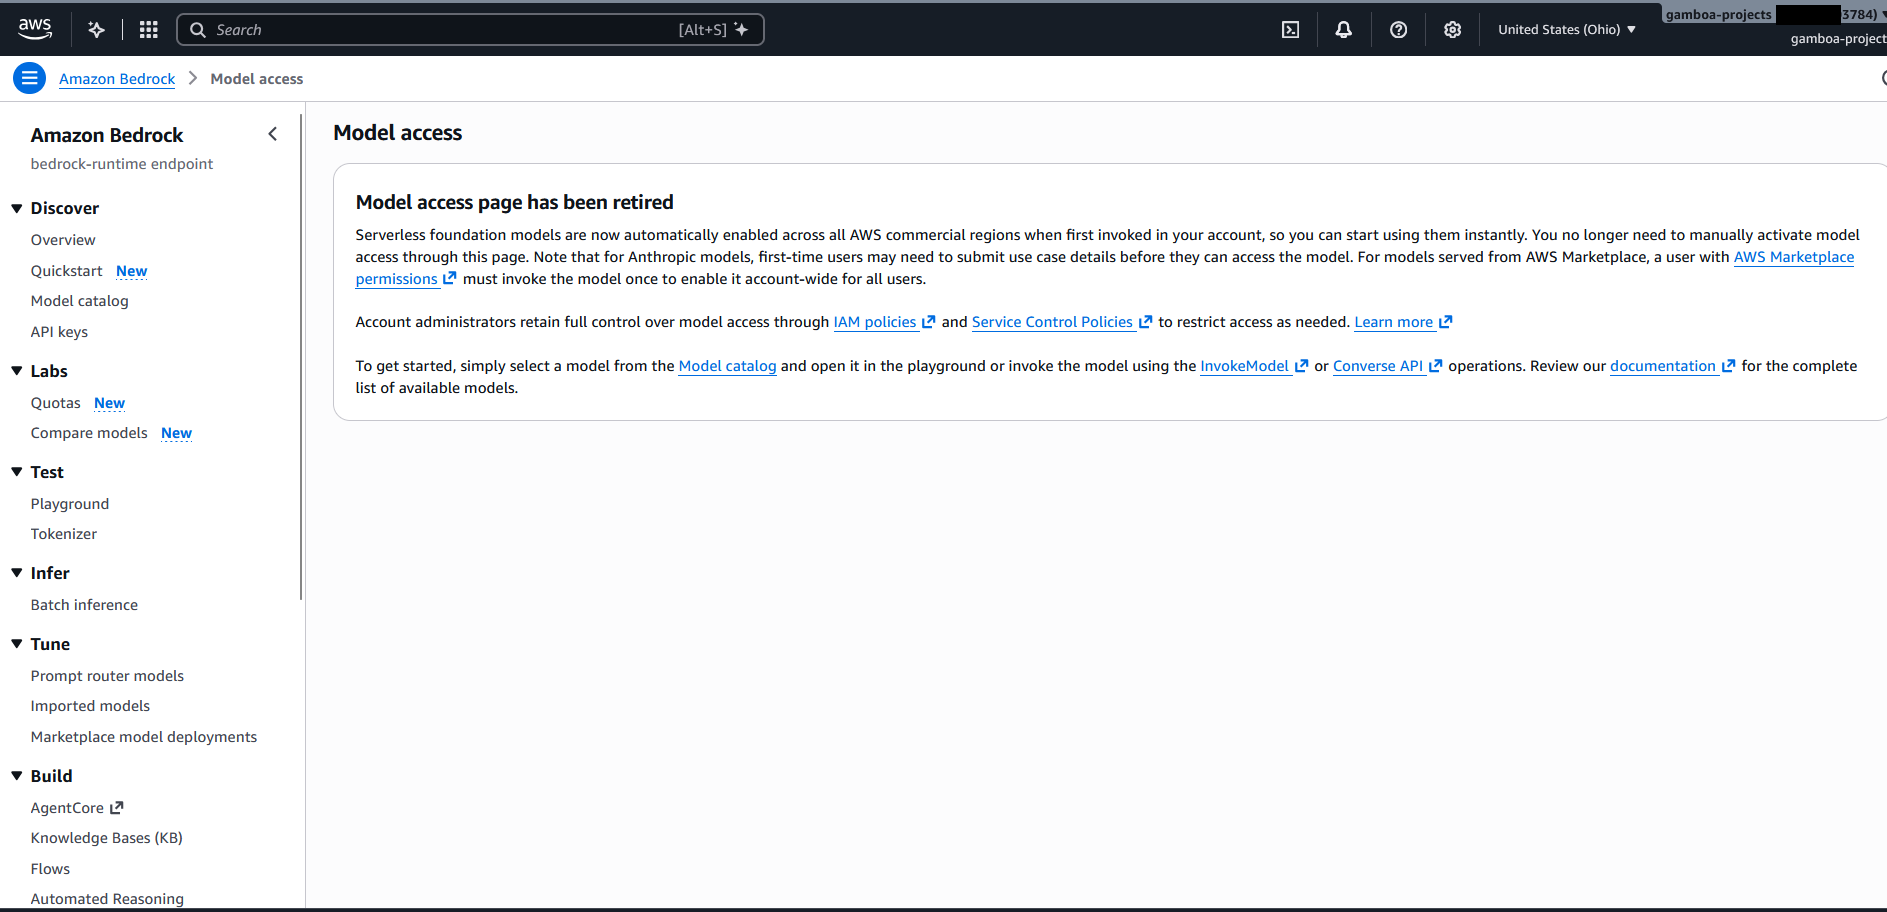 aws
Search [Alt+S]
United States (Ohio)
gamboa-projects 3784)
gamboa-project
Amazon Bedrock > Model access
Amazon Bedrock
bedrock-runtime endpoint
Discover
Overview
Quickstart New
Model catalog
API keys
Labs
Quotas New
Compare models New
Test
Playground
Tokenizer
Infer
Batch inference
Tune
Prompt router models
Imported models
Marketplace model deployments
Build
AgentCore
Knowledge Bases (KB)
Flows
Automated Reasoning
Model access
Model access page has been retired
Serverless foundation models are now automatically enabled across all AWS commercial regions when first invoked in your account, so you can start using them instantly. You no longer need to manually activate model
access through this page. Note that for Anthropic models, first-time users may need to submit use case details before they can access the model. For models served from AWS Marketplace, a user with AWS Marketplace
permissions must invoke the model once to enable it account-wide for all users.
Account administrators retain full control over model access through IAM policies and Service Control Policies to restrict access as needed. Learn more
To get started, simply select a model from the Model catalog and open it in the playground or invoke the model using the InvokeModel or Converse API operations. Review our documentation for the complete
list of available models.